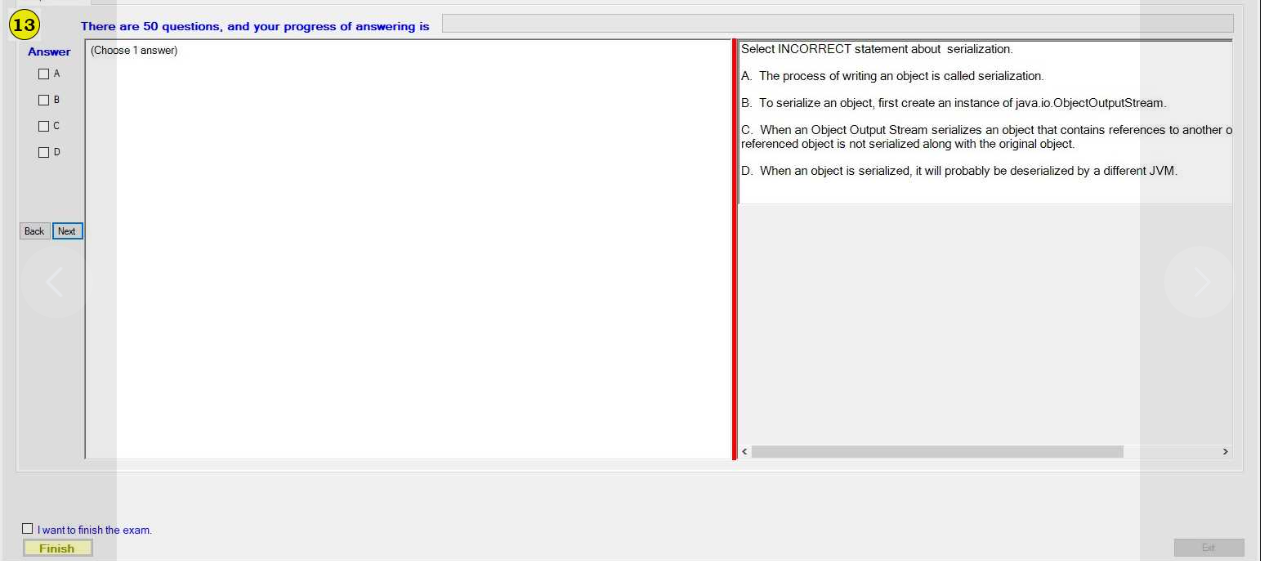 13
There are 50 questions, and your progress of answering is
Answer
(Choose 1 answer)
A
B
C
D
Back Next
Select INCORRECT statement about serialization.
A. The process of writing an object is called serialization.
B. To serialize an object, first create an instance of java.io.ObjectOutputStream.
C. When an Object Output Stream serializes an object that contains references to another o
referenced object is not serialized along with the original object.
D. When an object is serialized, it will probably be deserialized by a different JVM.
I want to finish the exam.
Finish
Exit